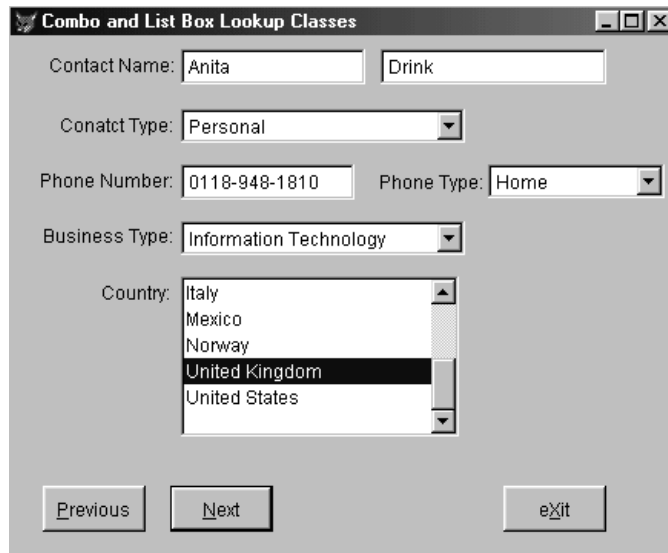 Combo and List Box Lookup Classes
Contact Name: Anita Drink
Conatct Type: Personal
Phone Number: 0118-948-1810 Phone Type: Home
Business Type: Information Technology
Country: Italy
Mexico
Norway
United Kingdom
United States
Previous Next eXit